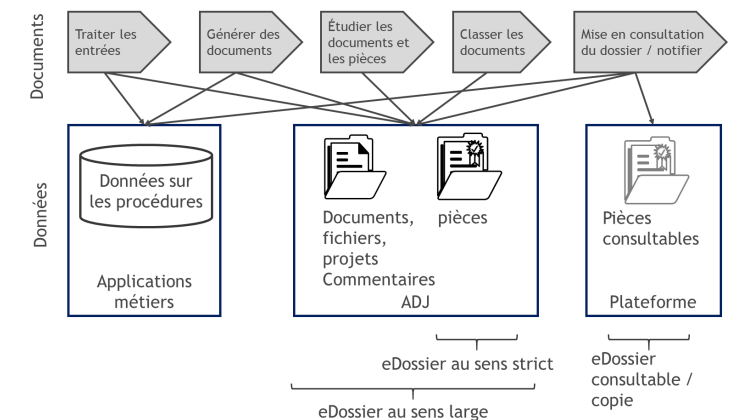 Documents
Traiter les
entrées
Générer des
documents
Étudier les
documents et
les pièces
Classer les
documents
Mise en consultation
du dossier / notifier
Données
Données sur
les procédures
Applications
métiers
Documents,
fichiers,
projets
Commentaires
pièces
ADJ
Pièces
consultables
Plateforme
eDossier au sens strict
eDossier au sens large
eDossier
consultable /
copie